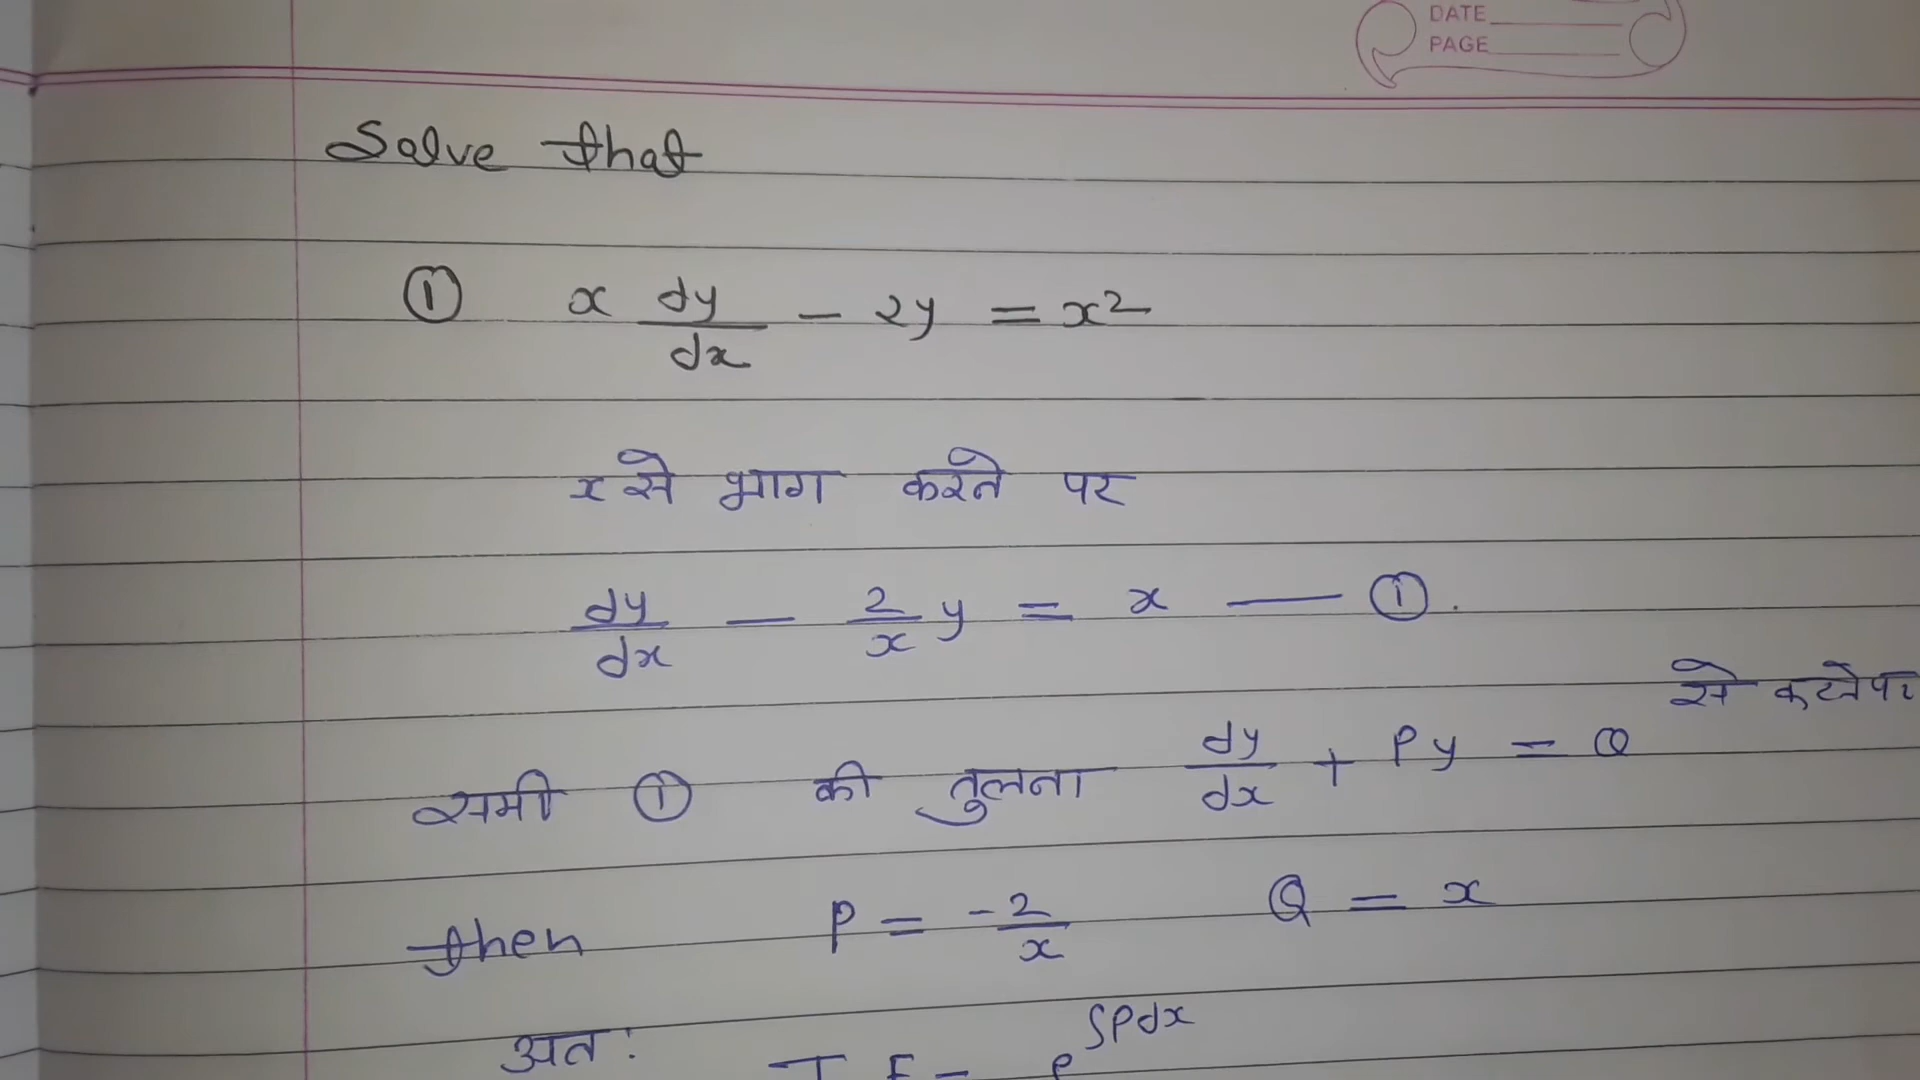 DATE
PAGE
Solve that
① x dy/dx - 2y = x²
x से भाग करने पर
dy/dx - 2/x y = x — ①.
समी ① की तुलना dy/dx + Py = Q से करने पर
then P = -2/x Q = x
अतः I.F = e^∫Pdx